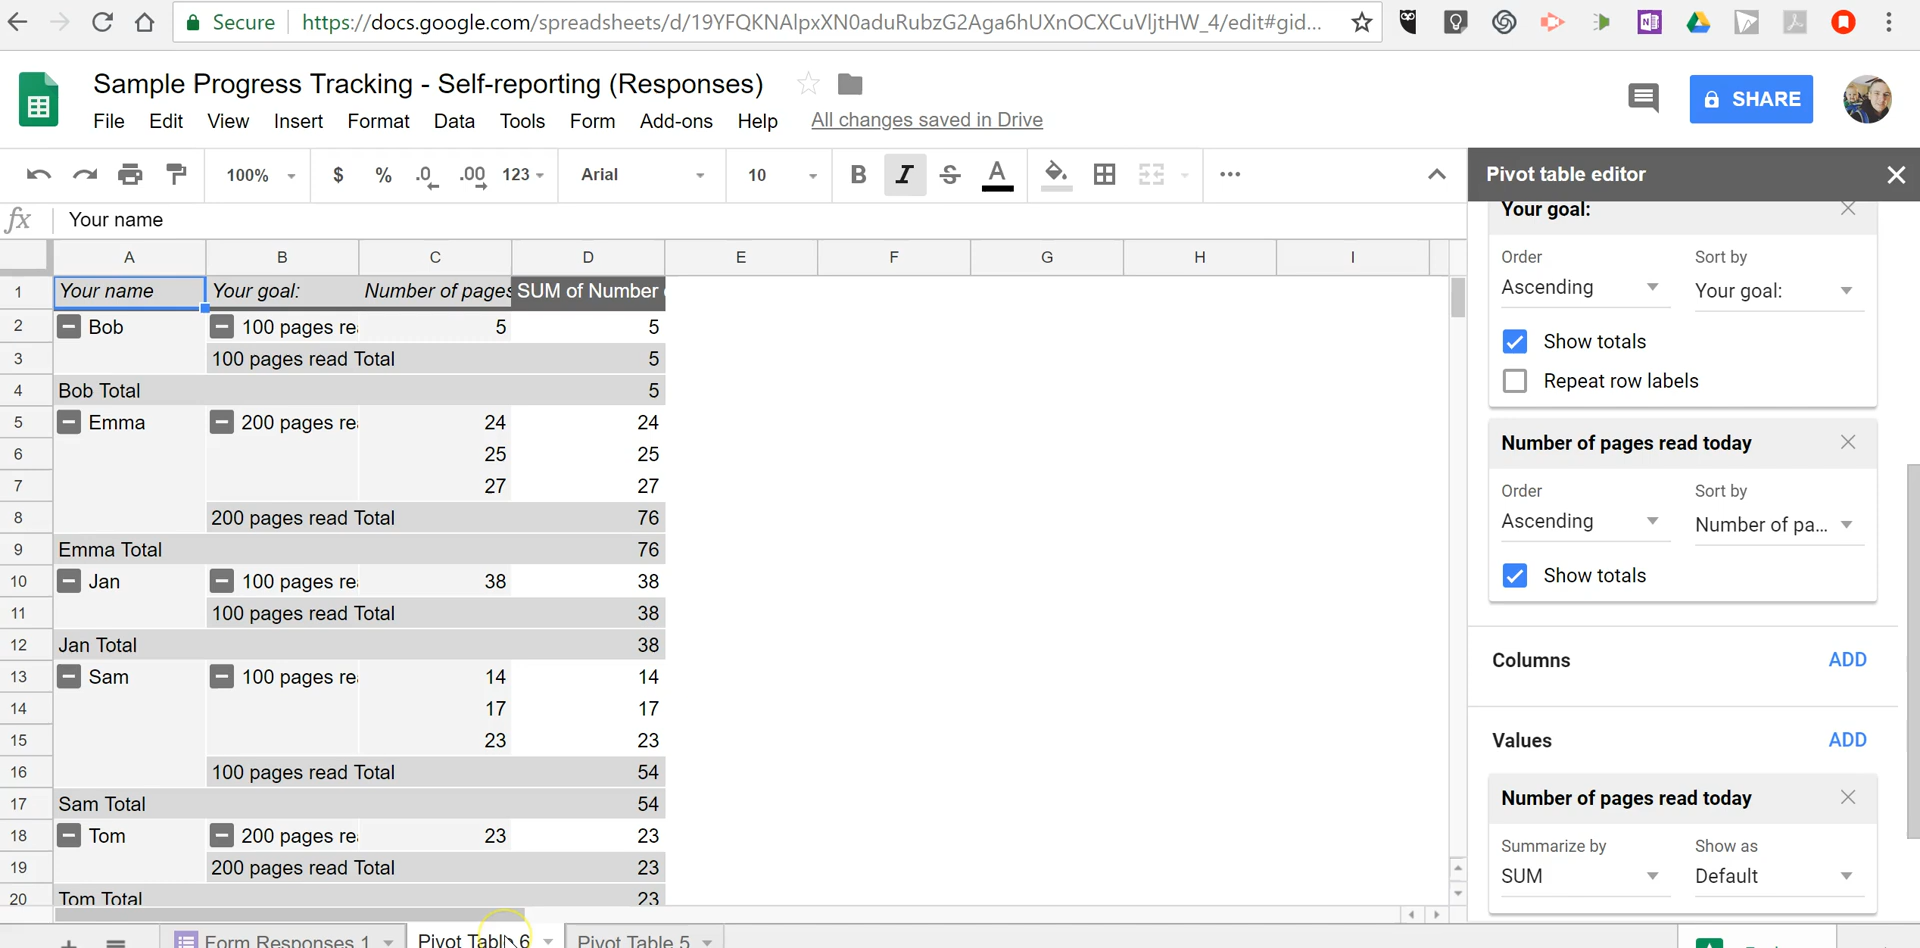 Secure https://docs.google.com/spreadsheets/d/19YFQKNAlpxXN0aduRubzG2Aga6hUXnOCXCuVljtHW_4/edit#gid...
Sample Progress Tracking - Self-reporting (Responses)
File Edit View Insert Format Data Tools Form Add-ons Help All changes saved in Drive
SHARE
100% $ % .0 .00 123 Arial 10 B I S A
Pivot table editor
fx Your name
A B C D E F G H I
1 Your name Your goal: Number of pages SUM of Number
2 Bob 100 pages re 5 5
3 100 pages read Total 5
4 Bob Total 5
5 Emma 200 pages re 24 24
6 25 25
7 27 27
8 200 pages read Total 76
9 Emma Total 76
10 Jan 100 pages re 38 38
11 100 pages read Total 38
12 Jan Total 38
13 Sam 100 pages re 14 14
14 17 17
15 23 23
16 100 pages read Total 54
17 Sam Total 54
18 Tom 200 pages re 23 23
19 200 pages read Total 23
20 Tom Total 23
Form Responses 1 Pivot Table 6 Pivot Table 5
Your goal:
Order Sort by
Ascending Your goal:
Show totals
Repeat row labels
Number of pages read today
Order Sort by
Ascending Number of pa...
Show totals
Columns ADD
Values ADD
Number of pages read today
Summarize by Show as
SUM Default